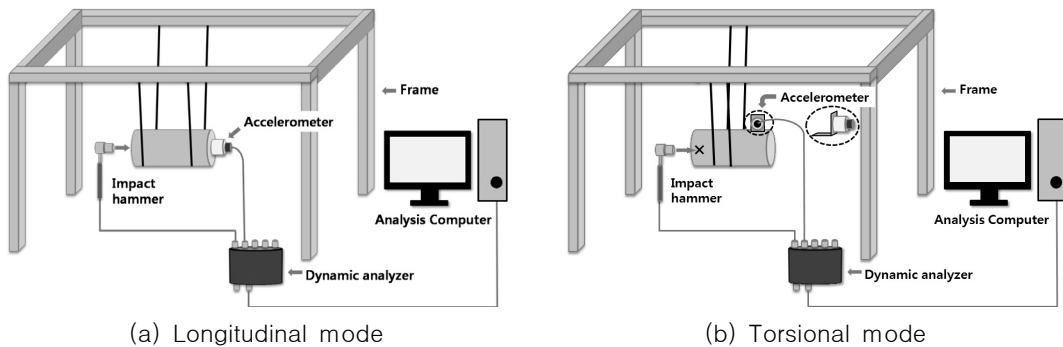 Frame
Accelerometer
Impact
hammer
Analysis Computer
Dynamic analyzer
(a) Longitudinal mode
Accelerometer
Frame
Impact
hammer
Analysis Computer
Dynamic analyzer
(b) Torsional mode